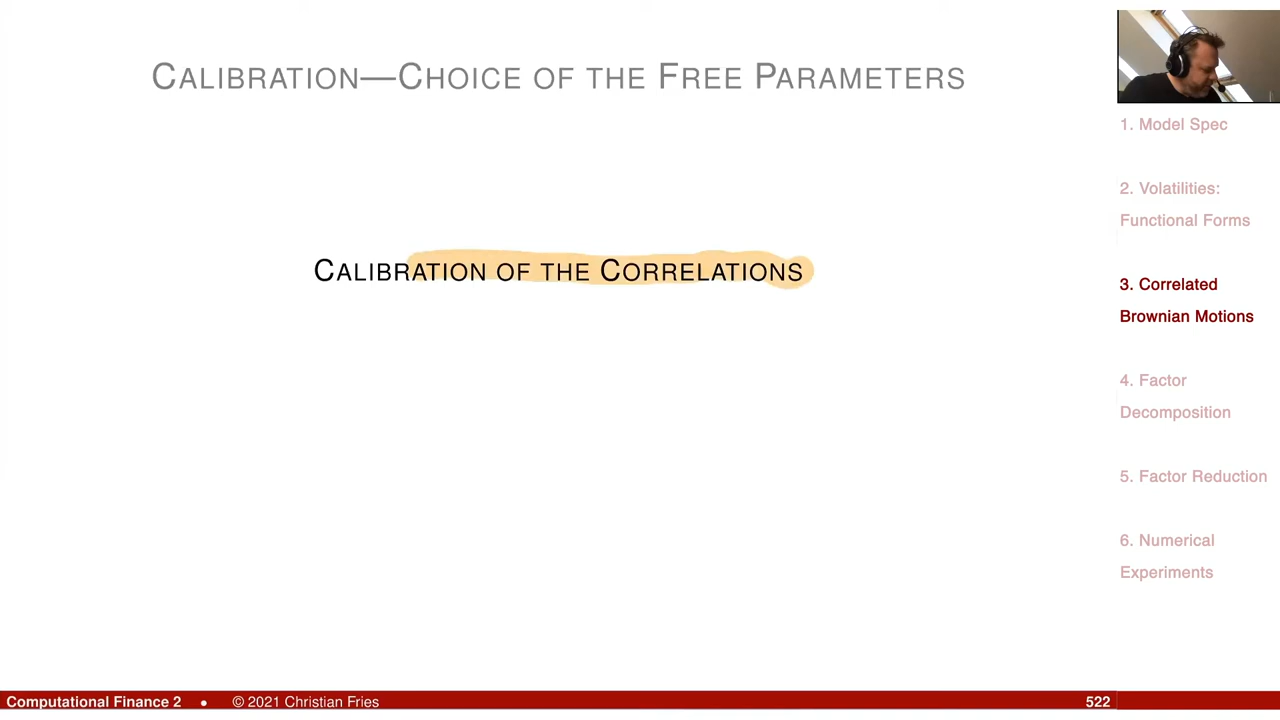 CALIBRATION—CHOICE OF THE FREE PARAMETERS
CALIBRATION OF THE CORRELATIONS
1. Model Spec
2. Volatilities:
Functional Forms
3. Correlated
Brownian Motions
4. Factor
Decomposition
5. Factor Reduction
6. Numerical
Experiments
Computational Finance 2 • © 2021 Christian Fries 522